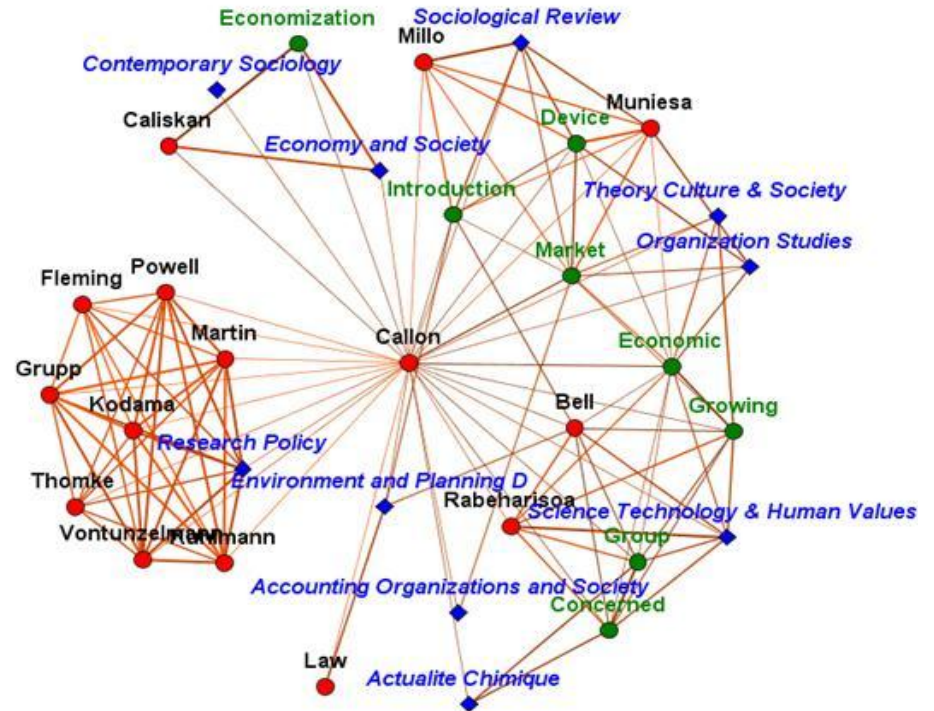 Economization
Sociological Review
Millo
Contemporary Sociology
Muniesa
Caliskan
Device
Economy and Society
Introduction
Theory Culture & Society
Organization Studies
Market
Fleming
Powell
Martin
Callon
Economic
Grupp
Kodama
Bell
Growing
Research Policy
Thomke
Environment and Planning D
Rabeharisoa
Science Technology & Human Values
Vontunzelmann
Group
Accounting Organizations and Society
Concerned
Law
Actualite Chimique